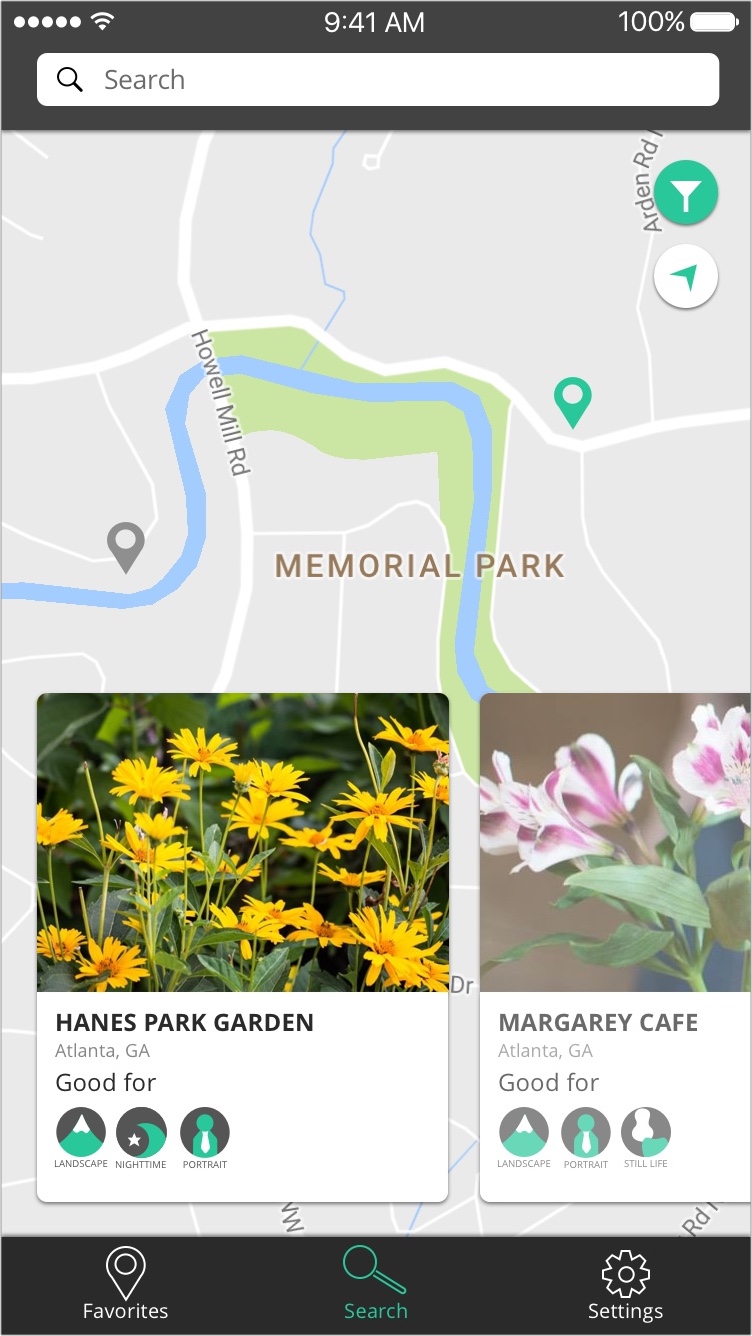 9:41 AM
100%
Search
Arden Rd
Howell Mill Rd
MEMORIAL PARK
Dr
HANES PARK GARDEN
Atlanta, GA
Good for
LANDSCAPE NIGHTTIME PORTRAIT
MARGAREY CAFE
Atlanta, GA
Good for
LANDSCAPE PORTRAIT STILL LIFE
NW
Rd
Favorites
Search
Settings